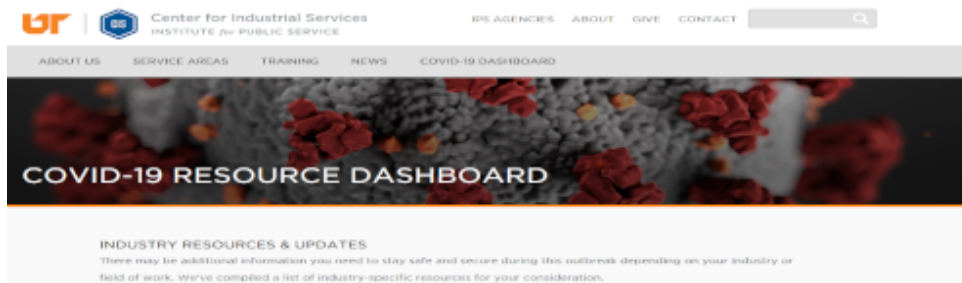 UT CIS Center for Industrial Services
INSTITUTE for PUBLIC SERVICE
IPS AGENCIES ABOUT GIVE CONTACT
ABOUT US SERVICE AREAS TRAINING NEWS COVID-19 DASHBOARD
COVID-19 RESOURCE DASHBOARD
INDUSTRY RESOURCES & UPDATES
There may be additional information you need to stay safe and secure during this outbreak depending on your industry or
field of work. We've compiled a list of industry-specific resources for your consideration.